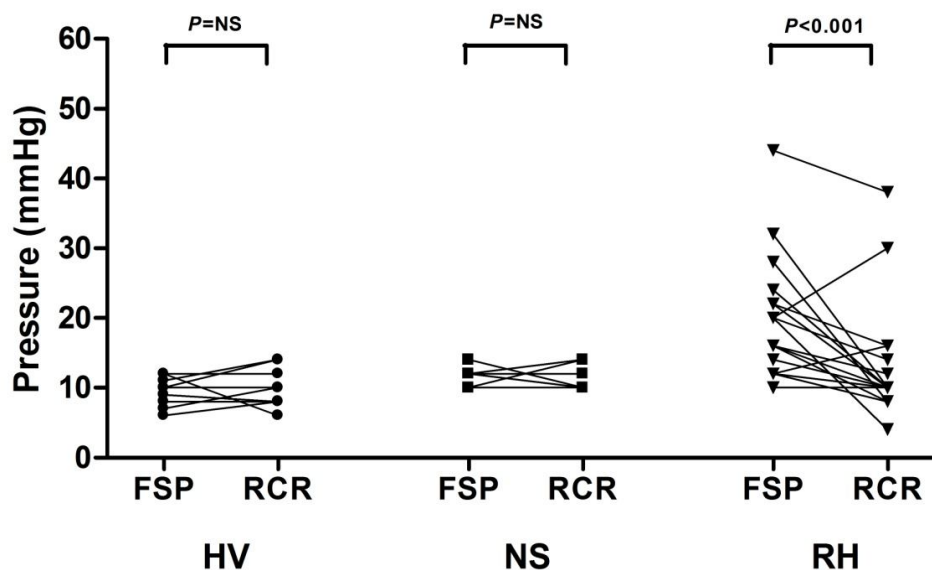 P=NS P=NS P<0.001
60
50
40
30
20
10
0
Pressure (mmHg)
FSP RCR FSP RCR FSP RCR
HV NS RH